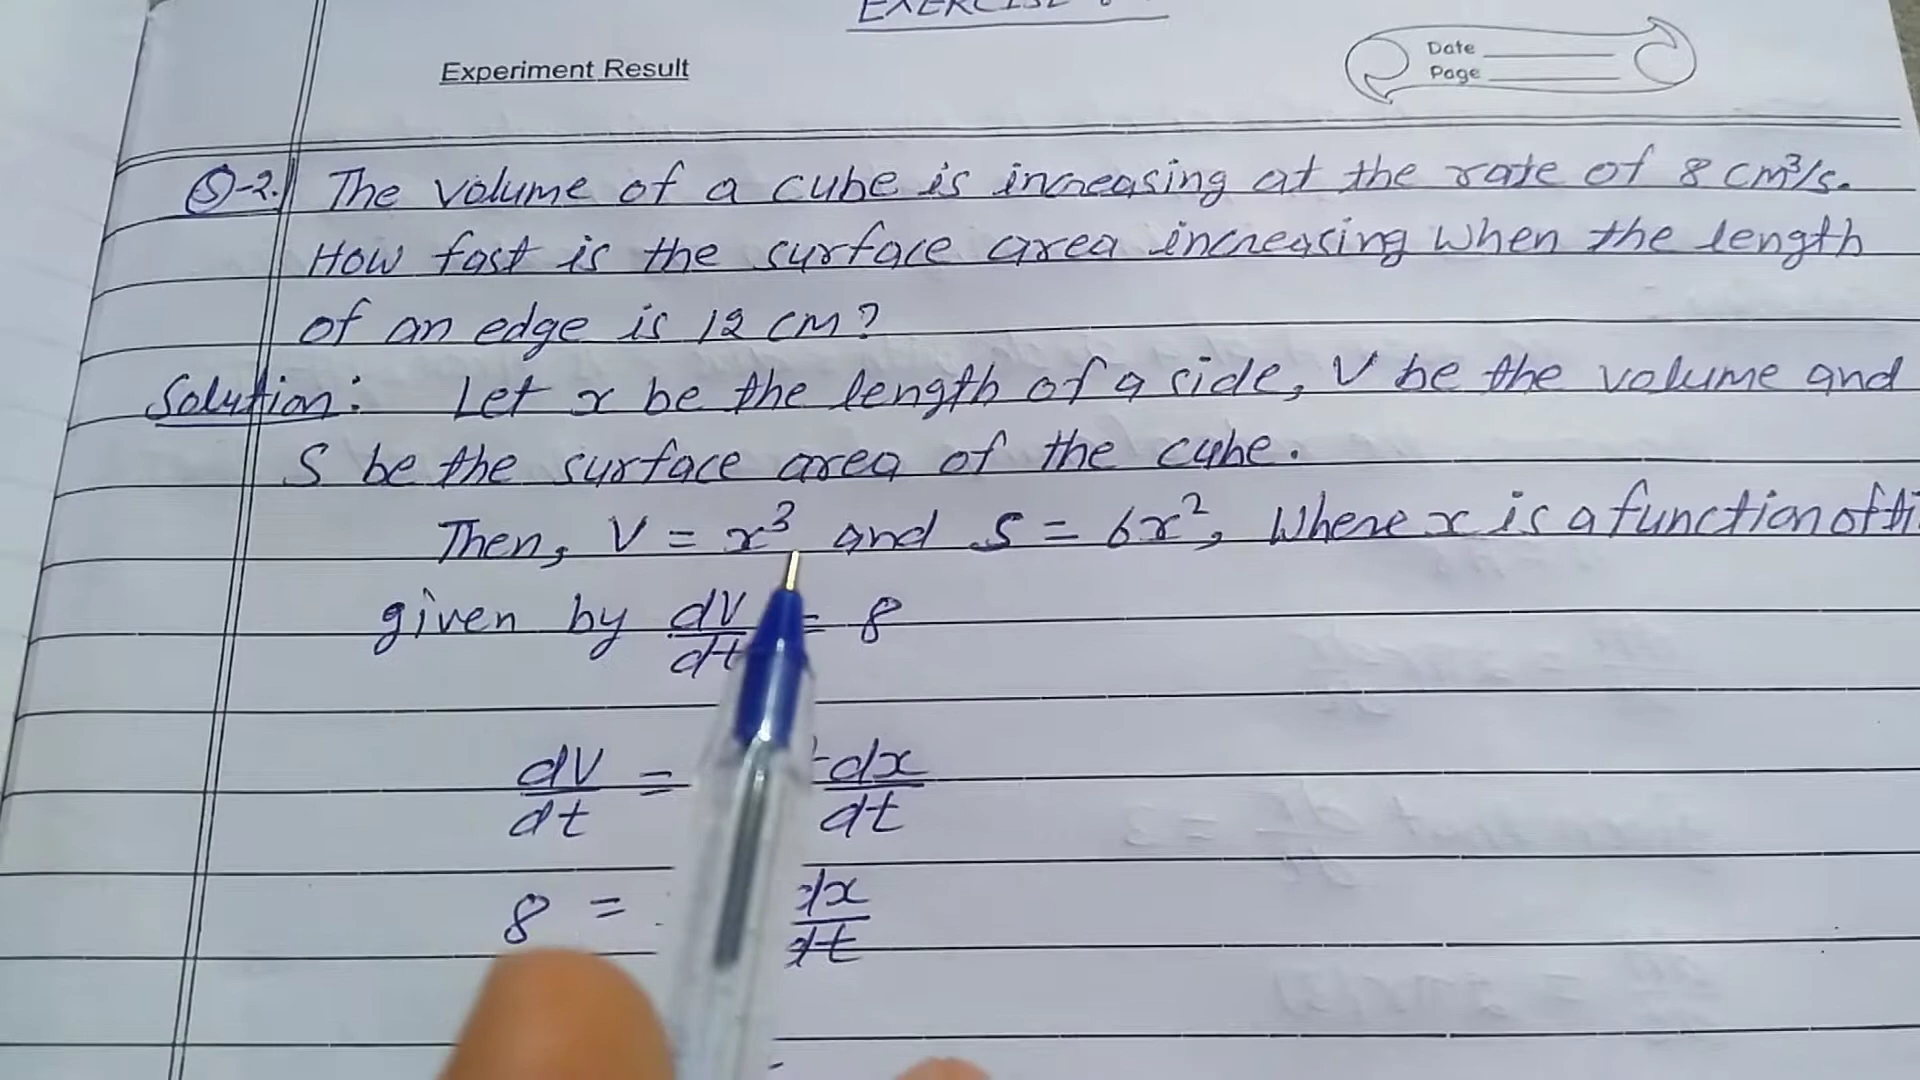 EXERCISE
Experiment Result
Date
Page
Q-2. The volume of a cube is increasing at the rate of 8 cm³/s.
How fast is the surface area increasing when the length
of an edge is 12 cm?
Solution: Let x be the length of a side, V be the volume and
S be the surface area of the cube.
Then, V = x³ and S = 6x², Where x is a function of
given by dV/dt = 8
dV/dt = dx/dt
8 = dx/dt